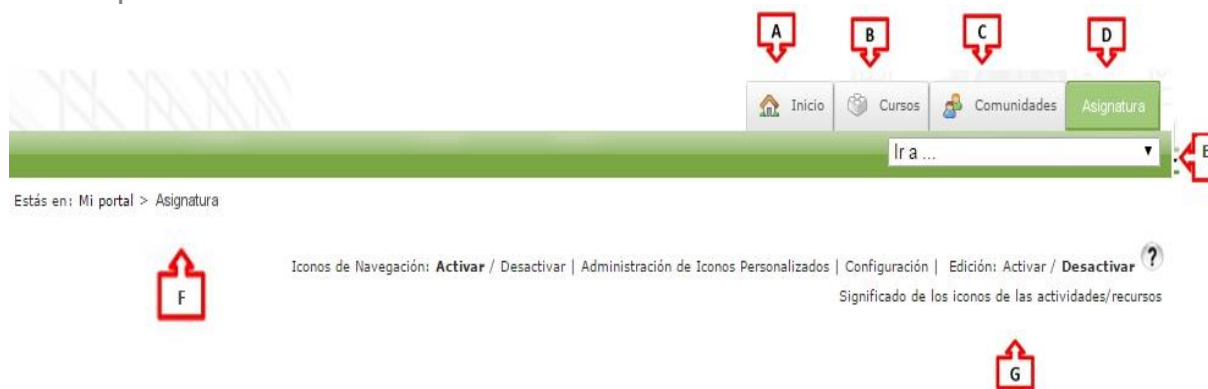 A
B
C
D
Inicio
Cursos
Comunidades
Asignatura
Ir a ...
E
Estás en: Mi portal > Asignatura
Iconos de Navegación: Activar / Desactivar | Administración de Iconos Personalizados | Configuración | Edición: Activar / Desactivar ?
Significado de los iconos de las actividades/recursos
F
G